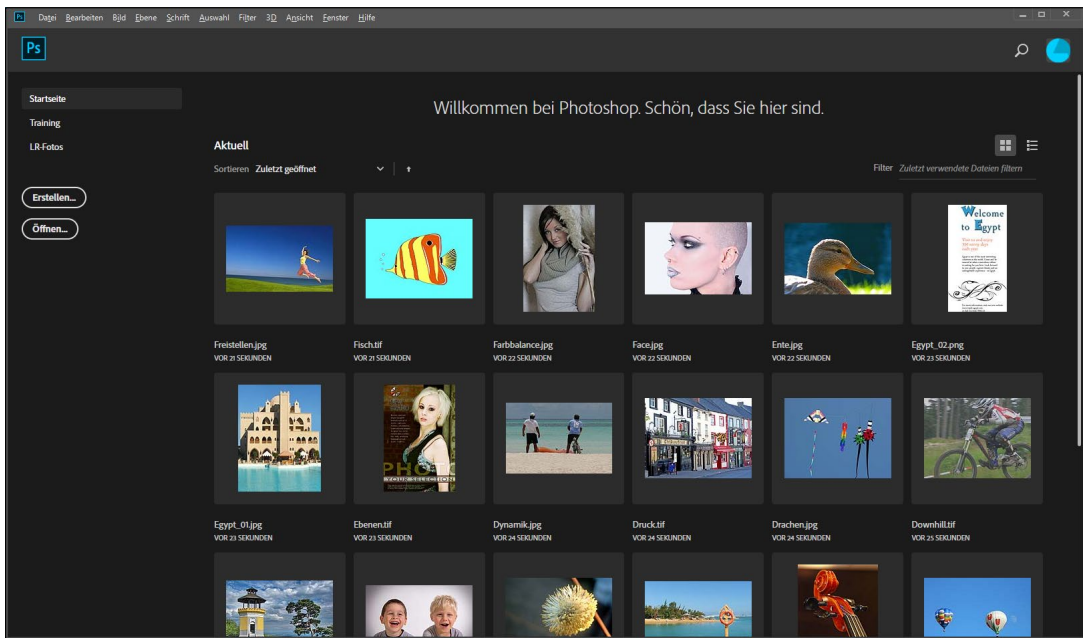 Ps Datei Bearbeiten Bild Ebene Schrift Auswahl Filter 3D Ansicht Fenster Hilfe
Ps
Startseite
Training
LR-Fotos
Erstellen...
Öffnen...
Willkommen bei Photoshop. Schön, dass Sie hier sind.
Aktuell
Sortieren Zuletzt geöffnet
Filter Zuletzt verwendete Dateien filtern
Welcome
to Egypt
Freistellen.jpg Fisch.tif Farbbalance.jpg Face.jpg Ente.jpg Egypt_02.png
VOR 21 SEKUNDEN VOR 21 SEKUNDEN VOR 22 SEKUNDEN VOR 22 SEKUNDEN VOR 22 SEKUNDEN VOR 23 SEKUNDEN
PHOT
YOUR SELECTION
Egypt_01.jpg Ebenen.tif Dynamik.jpg Druck.tif Drachen.jpg Downhill.tif
VOR 23 SEKUNDEN VOR 23 SEKUNDEN VOR 24 SEKUNDEN VOR 24 SEKUNDEN VOR 24 SEKUNDEN VOR 25 SEKUNDEN